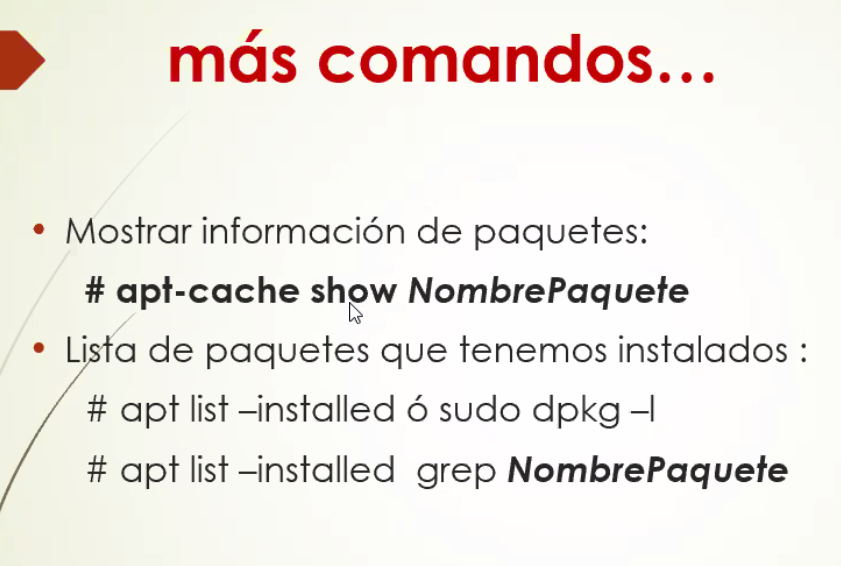 más comandos...
• Mostrar información de paquetes:
# apt-cache show NombrePaquete
• Lista de paquetes que tenemos instalados :
# apt list –installed ó sudo dpkg –l
# apt list –installed grep NombrePaquete